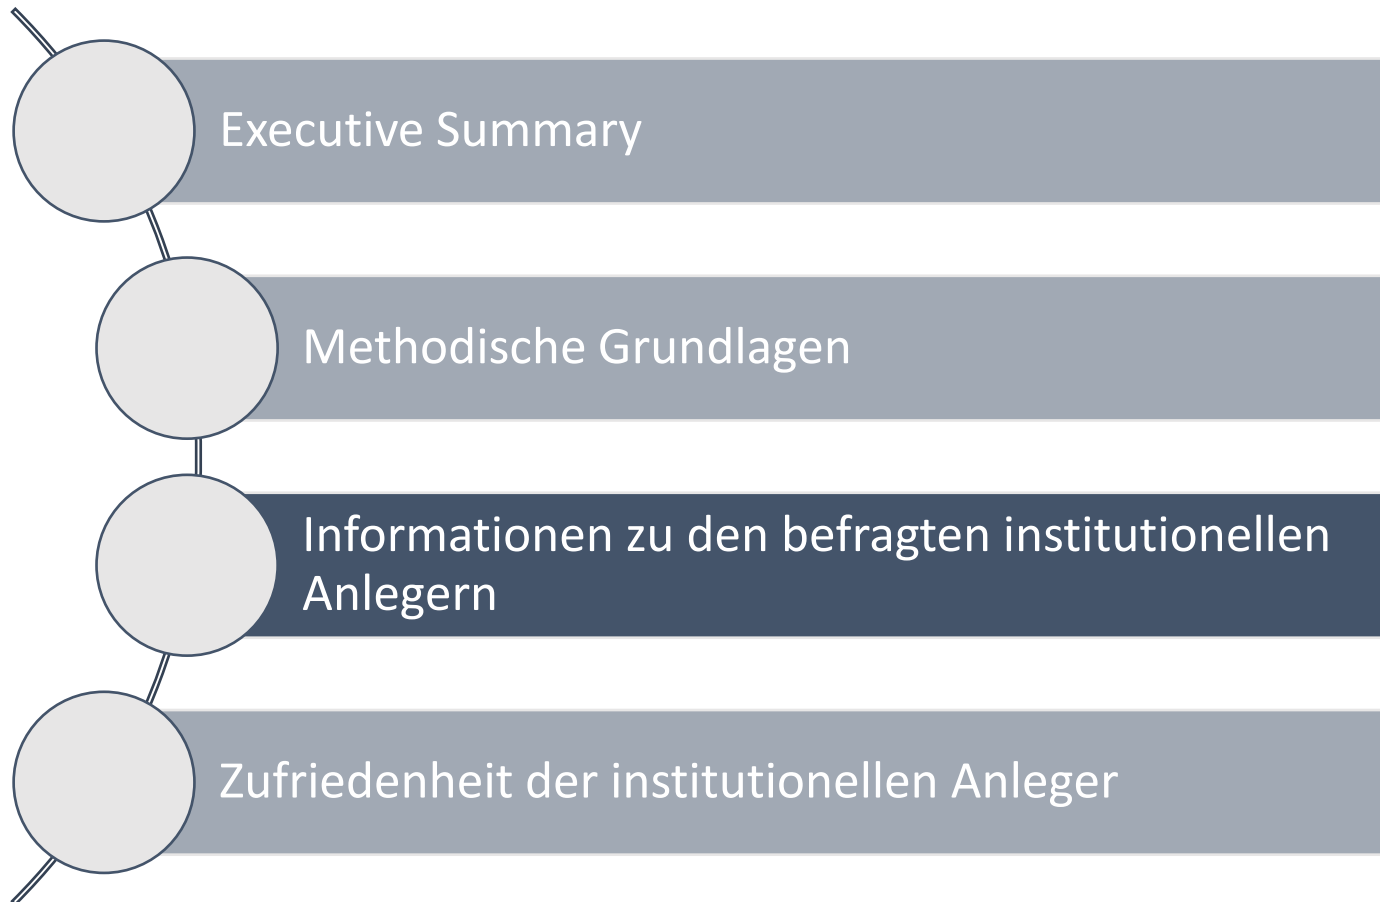 Executive Summary
Methodische Grundlagen
Informationen zu den befragten institutionellen
Anlegern
Zufriedenheit der institutionellen Anleger